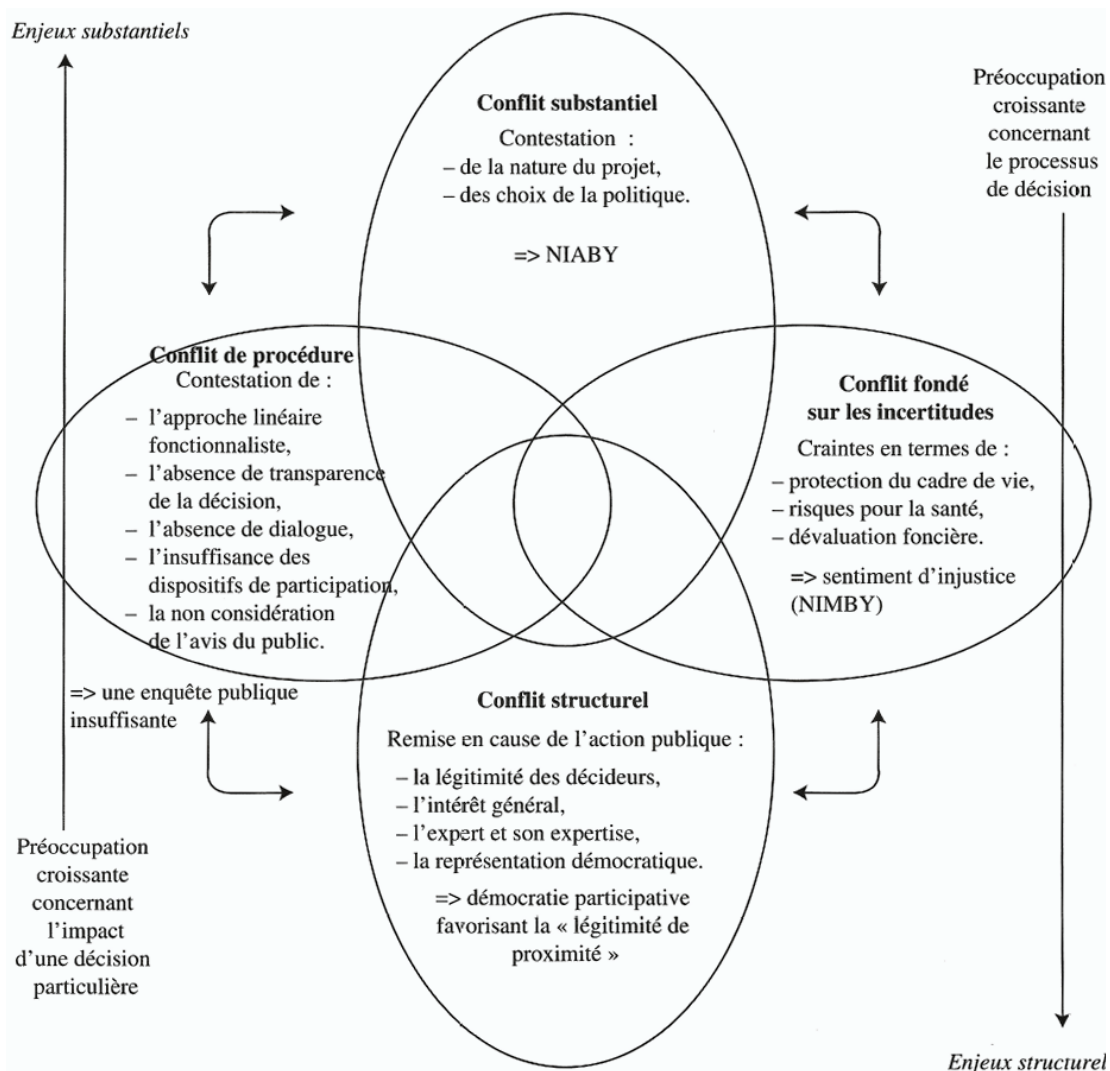 Enjeux substantiels
Préoccupation
croissante
concernant
le processus
de décision
Conflit substantiel
Contestation :
– de la nature du projet,
– des choix de la politique.
=> NIABY
Conflit de procédure
Contestation de :
– l'approche linéaire
fonctionnaliste,
– l'absence de transparence
de la décision,
– l'absence de dialogue,
– l'insuffisance des
dispositifs de participation,
– la non considération
de l'avis du public.
=> une enquête publique
insuffisante
Conflit fondé
sur les incertitudes
Craintes en termes de :
– protection du cadre de vie,
– risques pour la santé,
– dévaluation foncière.
=> sentiment d'injustice
(NIMBY)
Conflit structurel
Remise en cause de l'action publique :
– la légitimité des décideurs,
– l'intérêt général,
– l'expert et son expertise,
– la représentation démocratique.
=> démocratie participative
favorisant la « légitimité de
proximité »
Préoccupation
croissante
concernant
l'impact
d'une décision
particulière
Enjeux structurel